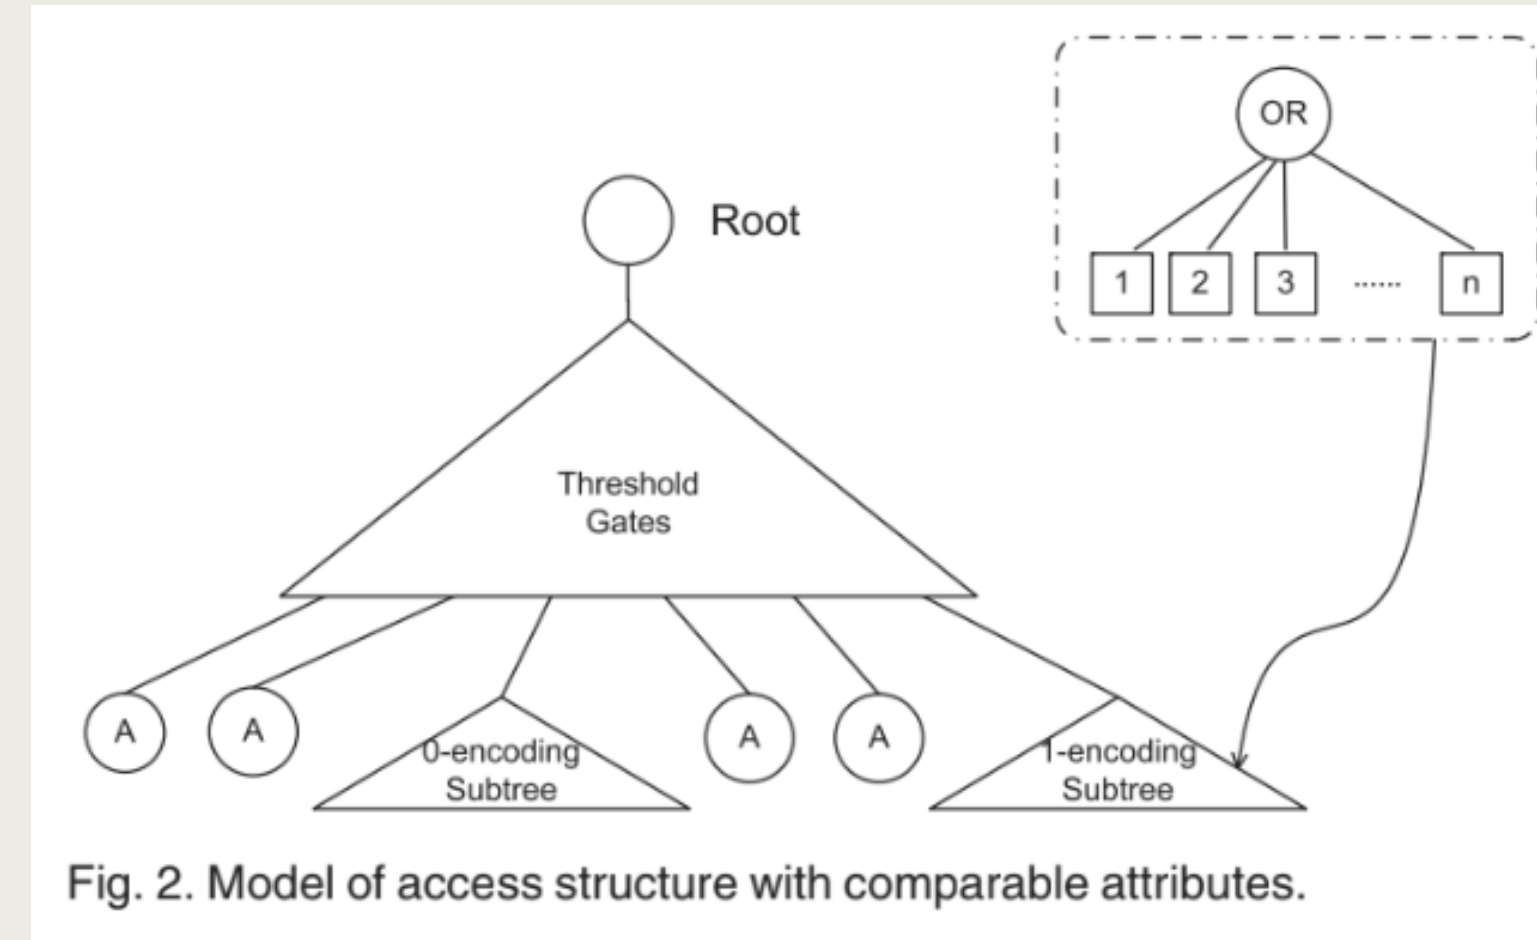 OR
1 2 3 ...... n
Root
Threshold
Gates
A A A A
0-encoding
Subtree
1-encoding
Subtree
Fig. 2. Model of access structure with comparable attributes.